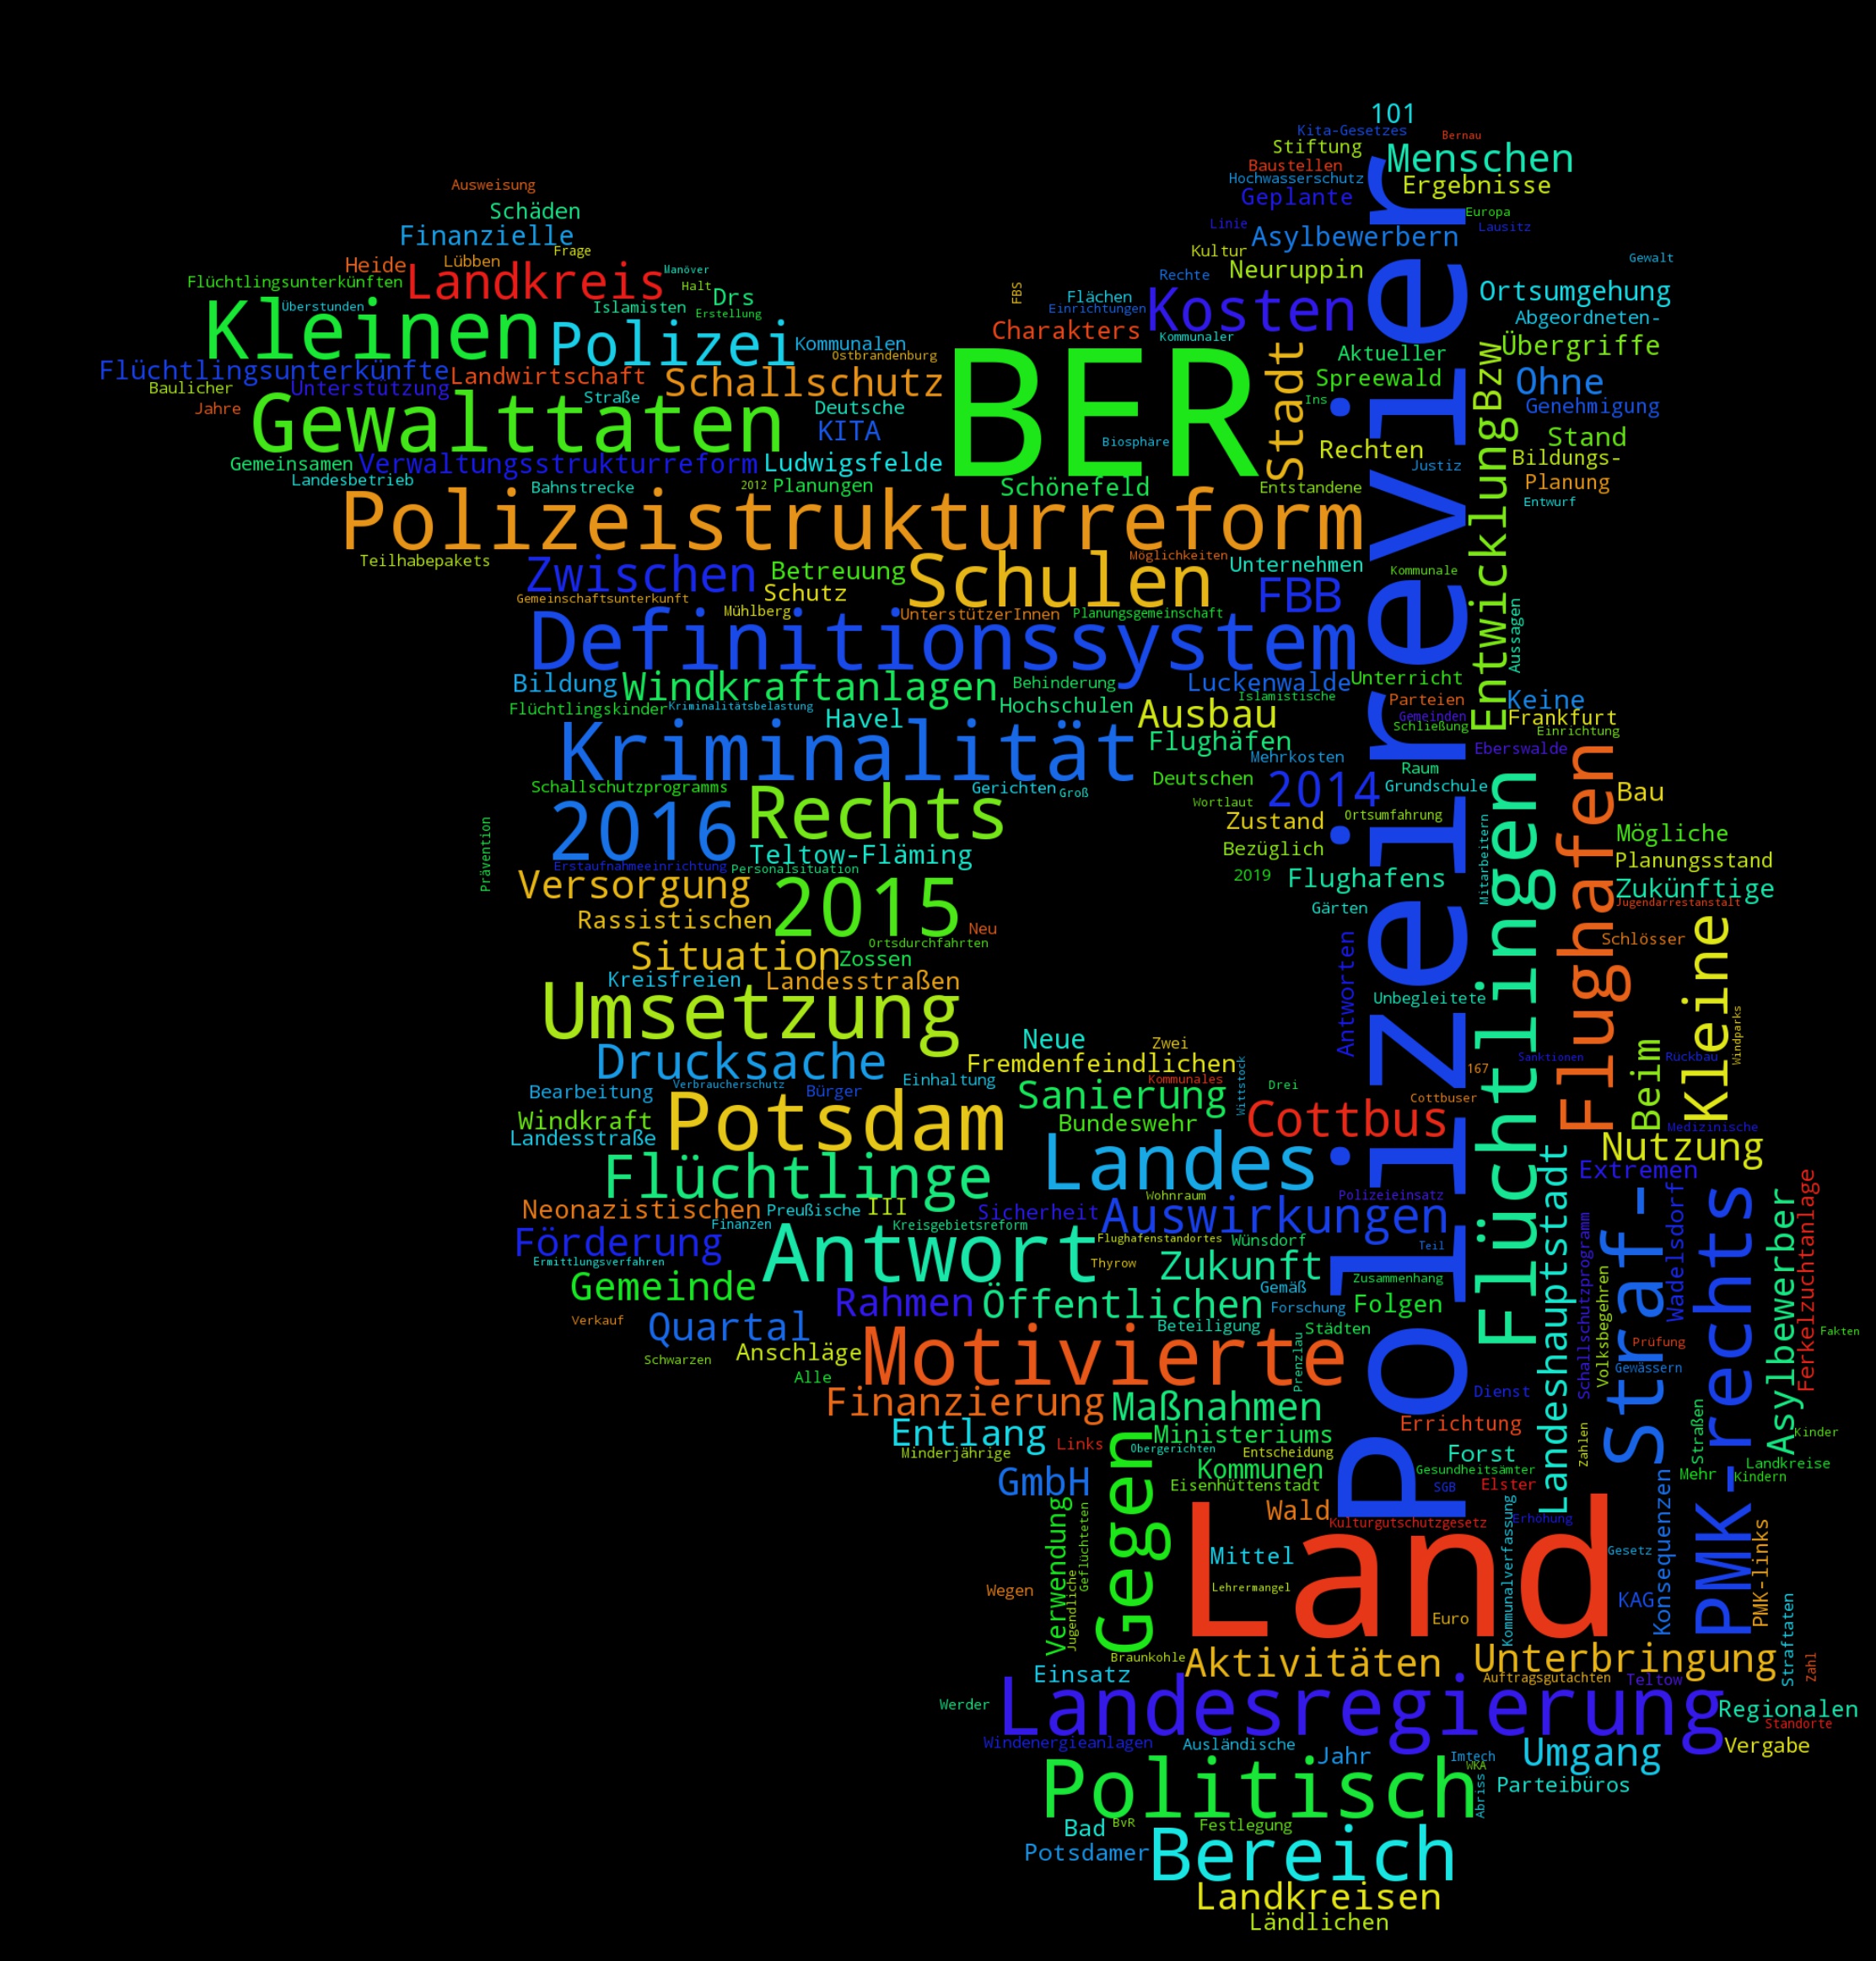 101
Kita-Gesetzes
Bernau
Stiftung
Menschen
Baustellen
Hochwasserschutz
Ergebnisse
Ausweisung
Geplante
Schäden
Europa
Linie
Lausitz
Finanzielle
Asylbewerbern
Frage
Kultur
Gewalt
Heide
Lübben
Landkreis
Manöver
Rechte
Neuruppin
Flüchtlingsunterkünften
Halt
FBS
Ortsumgehung
Überstunden
Islamisten
Drs
Flächen
Kosten
Einrichtungen
Erstellung
Abgeordneten-
Kleinen
Polizei
Charakters
Kommunaler
Kommunalen
Ostbrandenburg
Stadt
Aktueller
Bzw
Übergriffe
Flüchtlingsunterkünfte
Landwirtschaft
Schallschutz
BER
Spreewald
Ohne
Baulicher
Unterstützung
Straße
Ins
Jahre
Gewalttaten
Deutsche
Genehmigung
KITA
Biosphäre
Rechten
Stand
Gemeinsamen
Verwaltungsstrukturreform
Ludwigsfelde
Justiz
Bildungs-
Landesbetrieb
Bahnstrecke
2012
Planungen
Schönefeld
Entstandene
Planung
Entwurf
Polizeistrukturreform
Polizeireviere
Entwicklung
Teilhabepakets
Zwischen
Betreuung
Schulen
Möglichkeiten
Unternehmen
Kommunale
Gemeinschaftsunterkunft
Schutz
FBB
Mühlberg
UnterstützerInnen
Planungsgemeinschaft
Aussagen
Definitionssystem
Bildung
Windkraftanlagen
Behinderung
Luckenwalde
Unterricht
Islamistische
Flüchtlingskinder
Kriminalitätsbelastung
Havel
Hochschulen
Ausbau
Parteien
Keine
Gemeinden
Frankfurt
Schließung
Einrichtung
Kriminalität
Flughäfen
Eberswalde
Mehrkosten
Schallschutzprogramms
Gerichten
Groß
Deutschen
2014
Raum
Grundschule
Flughafen
Bau
2016
Rechts
Wortlaut
Zustand
Ortsumfahrung
Mitarbeitern
Mögliche
Prävention
Teltow-Fläming
Bezüglich
Planungsstand
Erstaufnahmeeinrichtung
Personalsituation
Versorgung
2015
2019
Flughafens
Flüchtlingen
Zukünftige
Jugendarrestanstalt
Rassistischen
Neu
Gärten
Kleine
Ortsdurchfahrten
Situation
Zossen
Antworten
Schlösser
Kreisfreien
Landesstraßen
Unbegleitete
Umsetzung
Neue
Zwei
Windparks
Drucksache
Fremdenfeindlichen
Sanktionen
Rückbau
Beim
167
Verbraucherschutz
Einhaltung
Kommunales
Wittstock
Drei
Bearbeitung
Bürger
Sanierung
Cottbuser
Windkraft
Potsdam
Bundeswehr
Cottbus
Medizinische
Landesstraße
Landes
Nutzung
Flüchtlinge
Landeshauptstadt
Extremen
Wohnraum
Polizeieinsatz
Straf-
Wadelsdorf
PMK-rechts
Asylbewerber
Ferkelzuchtanlage
Neonazistischen
Preußische
III
Sicherheit
Auswirkungen
Finanzen
Kreisgebietsreform
Förderung
Antwort
Flughafenstandortes
Wünsdorf
Teil
Schallschutzprogramm
Ermittlungsverfahren
Thyrow
Zukunft
Zusammenhang
Volksbegehren
Gemeinde
Rahmen
Öffentlichen
Gemäß
Forschung
Folgen
Verkauf
Quartal
Beteiligung
Städten
Prüfung
Fakten
Schwarzen
Anschläge
Motivierte
Prenzlau
Gewässern
Alle
Dienst
Finanzierung
Maßnahmen
Errichtung
Straßen
Entlang
Links
Ministeriums
Zahlen
Kinder
Minderjährige
Obergerichten
Entscheidung
Forst
Landkreise
Gegen
Kommunen
Gesundheitsämter
Mehr
Kindern
GmbH
Eisenhüttenstadt
SGB
Elster
Konsequenzen
Verwendung
Geflüchteten
Wald
Kulturgutschutzgesetz
Kommunalverfassung
Erhöhung
PMK-links
Land
Mittel
Gesetz
Wegen
Jugendliche
Lehrermangel
Euro
KAG
Straftaten
Braunkohle
Aktivitäten
Unterbringung
Zahl
Einsatz
Auftragsgutachten
Teltow
Werder
Landesregierung
Regionalen
Standorte
Windenergieanlagen
Ausländische
Jahr
Imtech
Umgang
Vergabe
WKA
Politisch
Abriss
Parteibüros
Bad
BvR
Festlegung
Potsdamer
Bereich
Landkreisen
Ländlichen